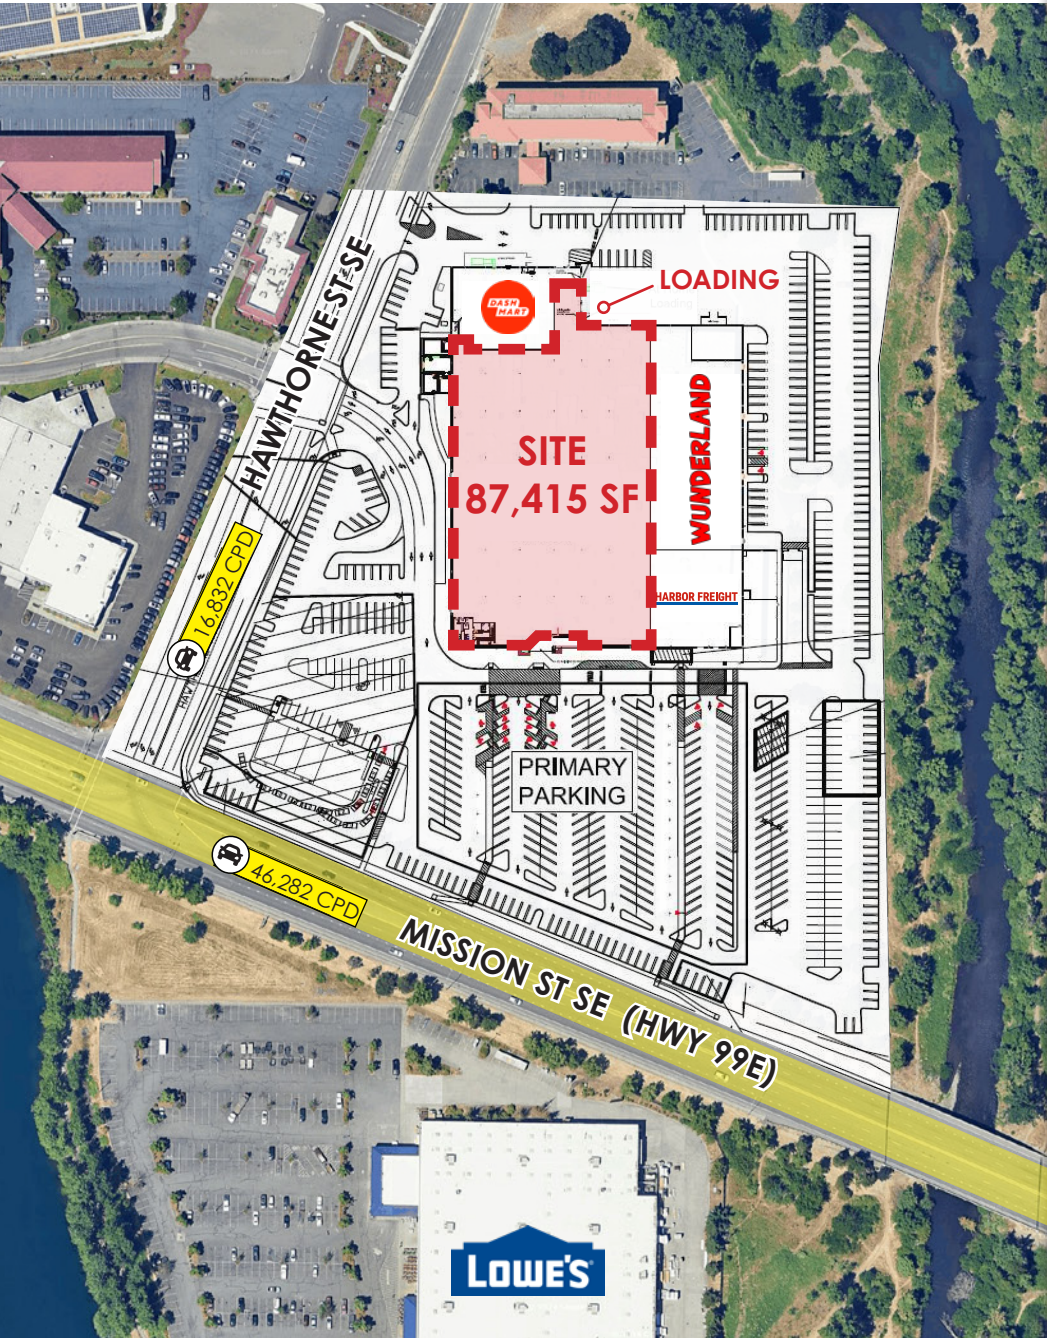 HAWTHORNE ST SE
DASH
MART
LOADING
SITE
87,415 SF
WUNDERLAND
HARBOR FREIGHT
16,832 CPD
PRIMARY
PARKING
46,282 CPD
MISSION ST SE (HWY 99E)
LOWE'S